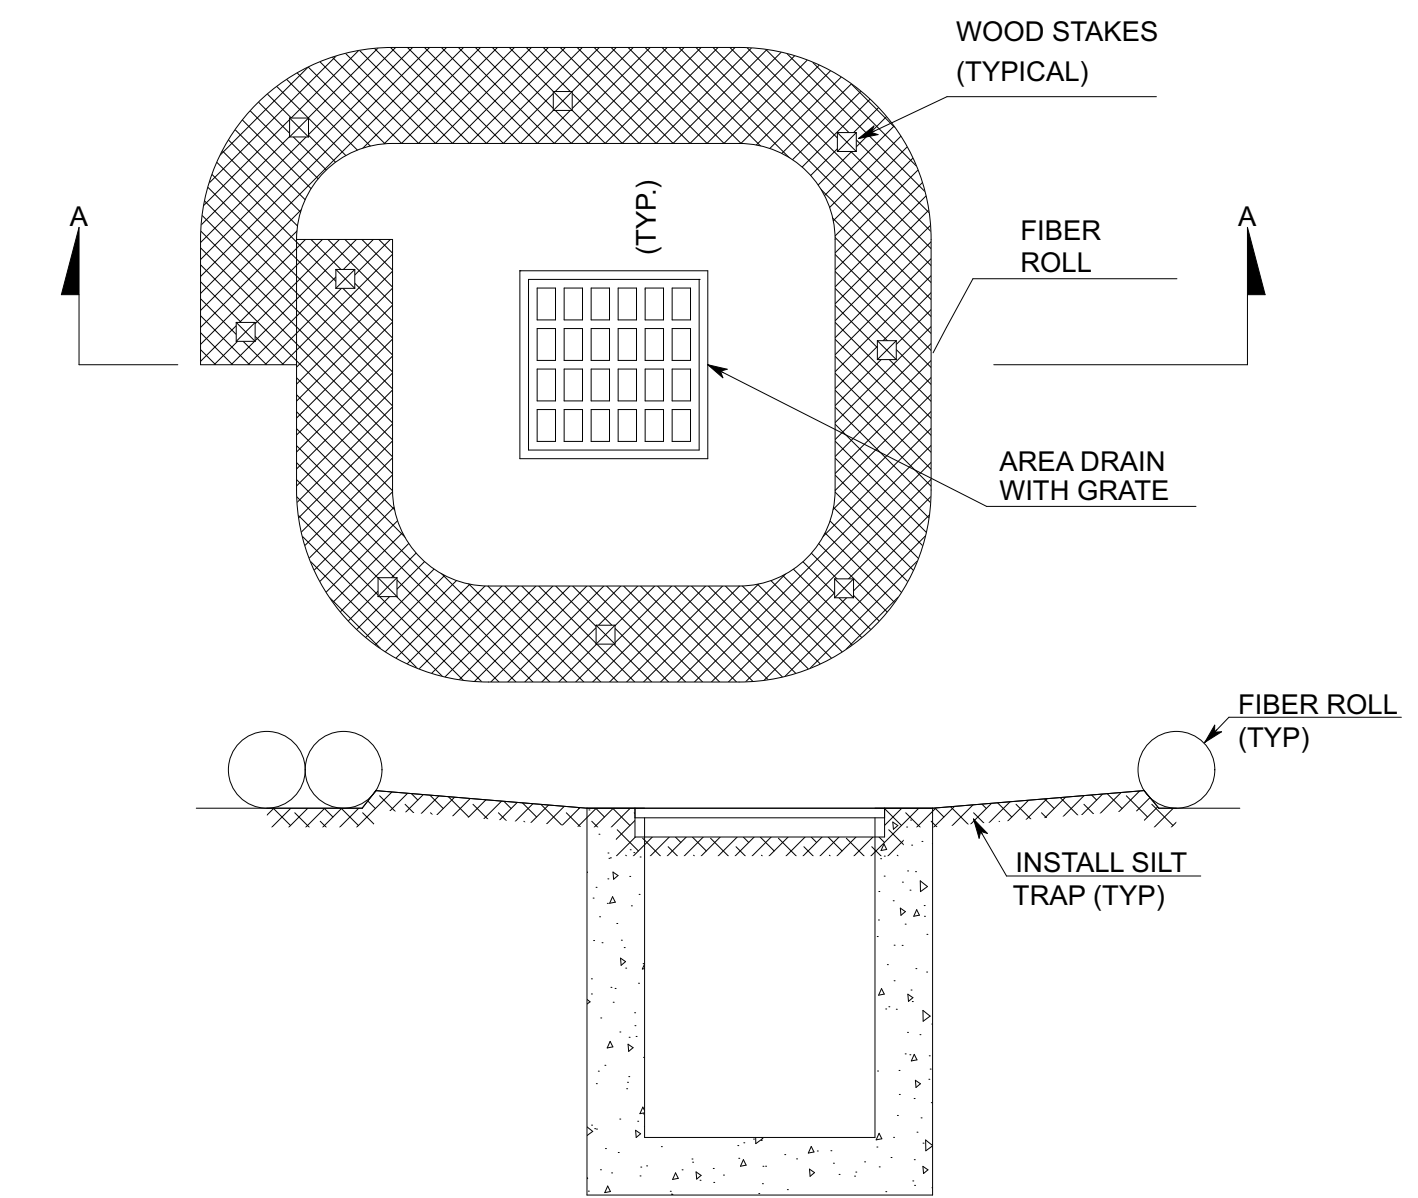 WOOD STAKES
(TYPICAL)
(TYP.)
A
A
FIBER
ROLL
AREA DRAIN
WITH GRATE
FIBER ROLL
(TYP)
INSTALL SILT
TRAP (TYP)